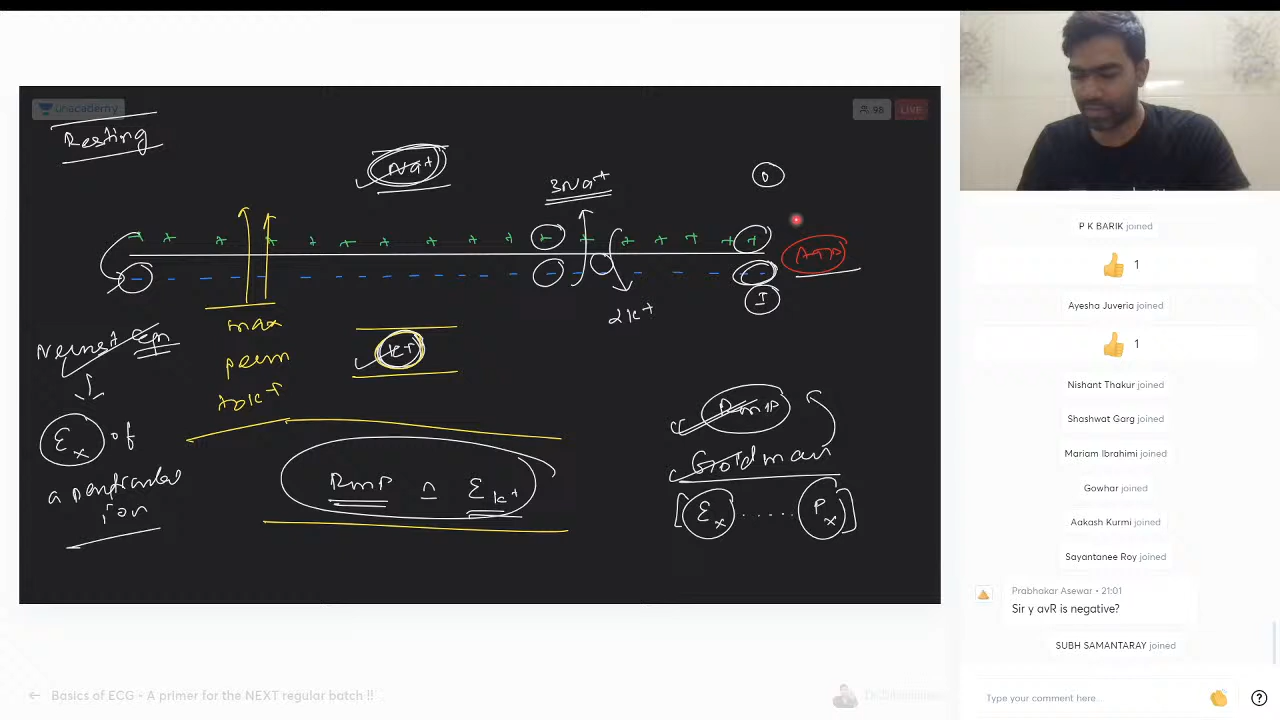 unacademy
98
LIVE
Resting
Na+
3Na+
O
+ + + + + + + + + + + + + + +
ATP
I
2K+
Nernst Eqn
max
perm
to K+
K+
Ex of
a particular
ion
RMP
Goldman
RMP ≏ EK+
[Ex ..... Px]
P K BARIK joined
👍 1
Ayesha Juveria joined
👍 1
Nishant Thakur joined
Shashwat Garg joined
Mariam Ibrahimi joined
Gowhar joined
Aakash Kurmi joined
Sayantanee Roy joined
Prabhakar Asewar • 21:01
Sir y avR is negative?
SUBH SAMANTARAY joined
← Basics of ECG - A primer for the NEXT regular batch !!
Type your comment here...